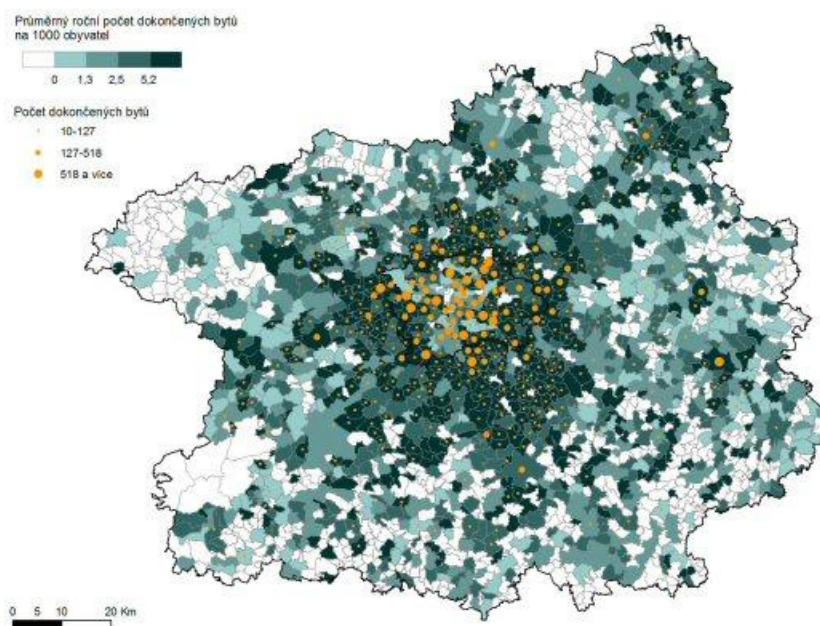 Průměrný roční počet dokončených bytů
na 1000 obyvatel
0 1,3 2,5 5,2
Počet dokončených bytů
10-127
127-518
518 a více
0 5 10 20 Km